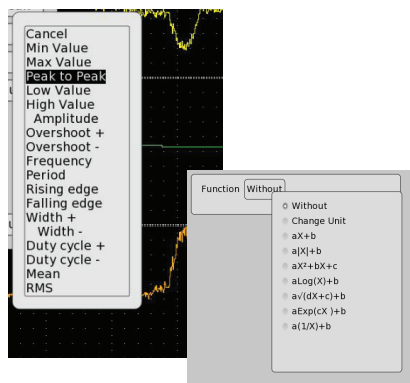 Cancel
Min Value
Max Value
Peak to Peak
Low Value
High Value
Amplitude
Overshoot +
Overshoot -
Frequency
Period
Rising edge
Falling edge
Width +
Width -
Duty cycle +
Duty cycle -
Mean
RMS
Function Without
Without
Change Unit
aX+b
a|X|+b
aX²+bX+c
aLog(X)+b
a√(dX+c)+b
aExp(cX )+b
a(1/X)+b